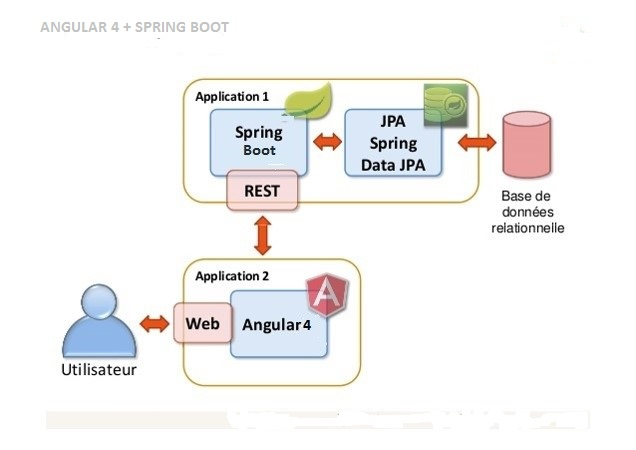 ANGULAR 4 + SPRING BOOT
Application 1
Spring
Boot
JPA
Spring
Data JPA
REST
Base de
données
relationnelle
Application 2
A
Web
Angular 4
Utilisateur